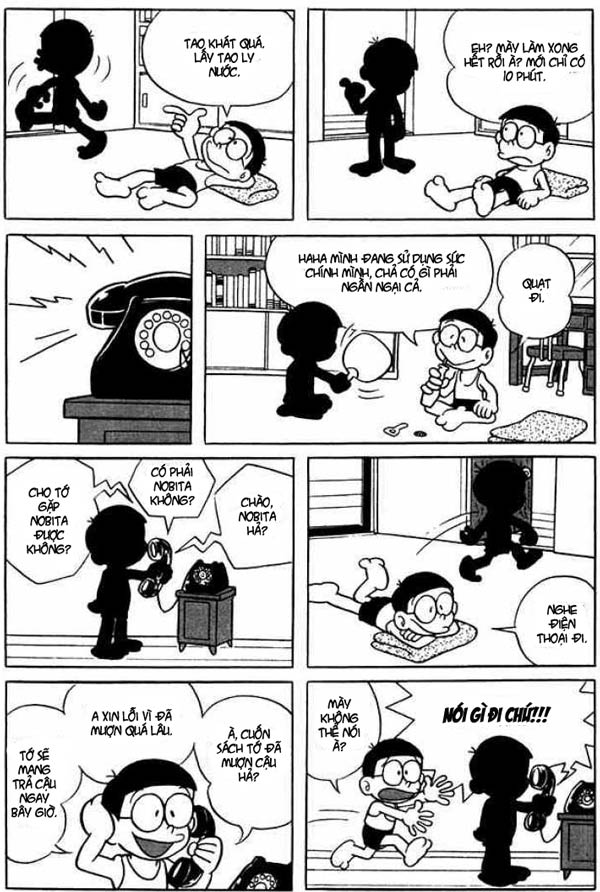 EH? MÀY LÀM XONG
HẾT RỒI À? MỚI CHỈ CÓ
10 PHÚT.
TAO KHÁT QUÁ.
LẤY TAO LY
NƯỚC.
QUẠT
ĐI.
HAHA MÌNH ĐANG SỬ DỤNG SỨC
CHÍNH MÌNH, CHẢ CÓ GÌ PHẢI
NGẦN NGẠI CẢ.
NGHE
ĐIỆN
THOẠI ĐI.
CHÀO,
NOBITA
HẢ?
CÓ PHẢI
NOBITA
KHÔNG?
CHO TỚ
GẶP
NOBITA
ĐƯỢC
KHÔNG?
NÓI GÌ ĐI CHỨ!!!
MÀY
KHÔNG
THỂ NÓI
À?
À, CUỐN
SÁCH TỚ ĐÃ
MƯỢN CẬU
HẢ?
A XIN LỖI VÌ ĐÃ
MƯỢN QUÁ LÂU.
TỚ SẼ
MANG
TRẢ CẬU
NGAY
BÂY GIỜ.